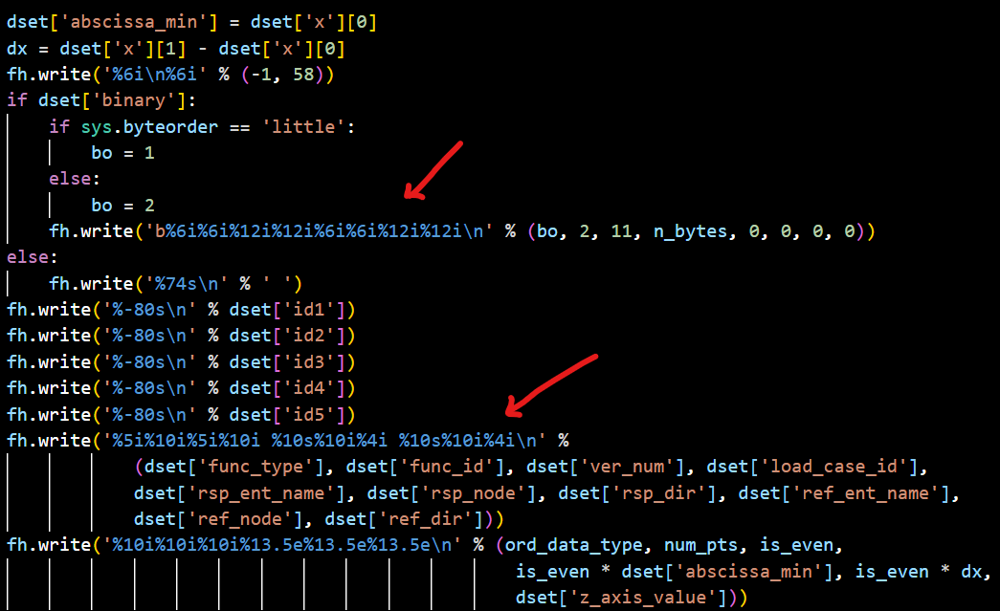 dset['abscissa_min'] = dset['x'][0]
dx = dset['x'][1] - dset['x'][0]
fh.write('%6i\n%6i' % (-1, 58))
if dset['binary']:
    if sys.byteorder == 'little':
        bo = 1
    else:
        bo = 2
    fh.write('b%6i%6i%12i%12i%6i%6i%12i%12i\n' % (bo, 2, 11, n_bytes, 0, 0, 0, 0))
else:
    fh.write('%74s\n' % ' ')
fh.write('%-80s\n' % dset['id1'])
fh.write('%-80s\n' % dset['id2'])
fh.write('%-80s\n' % dset['id3'])
fh.write('%-80s\n' % dset['id4'])
fh.write('%-80s\n' % dset['id5'])
fh.write('%5i%10i%5i%10i %10s%10i%4i %10s%10i%4i\n' %
            (dset['func_type'], dset['func_id'], dset['ver_num'], dset['load_case_id'],
            dset['rsp_ent_name'], dset['rsp_node'], dset['rsp_dir'], dset['ref_ent_name'],
            dset['ref_node'], dset['ref_dir']))
fh.write('%10i%10i%10i%13.5e%13.5e%13.5e\n' % (ord_data_type, num_pts, is_even,
                                                is_even * dset['abscissa_min'], is_even * dx,
                                                dset['z_axis_value']))